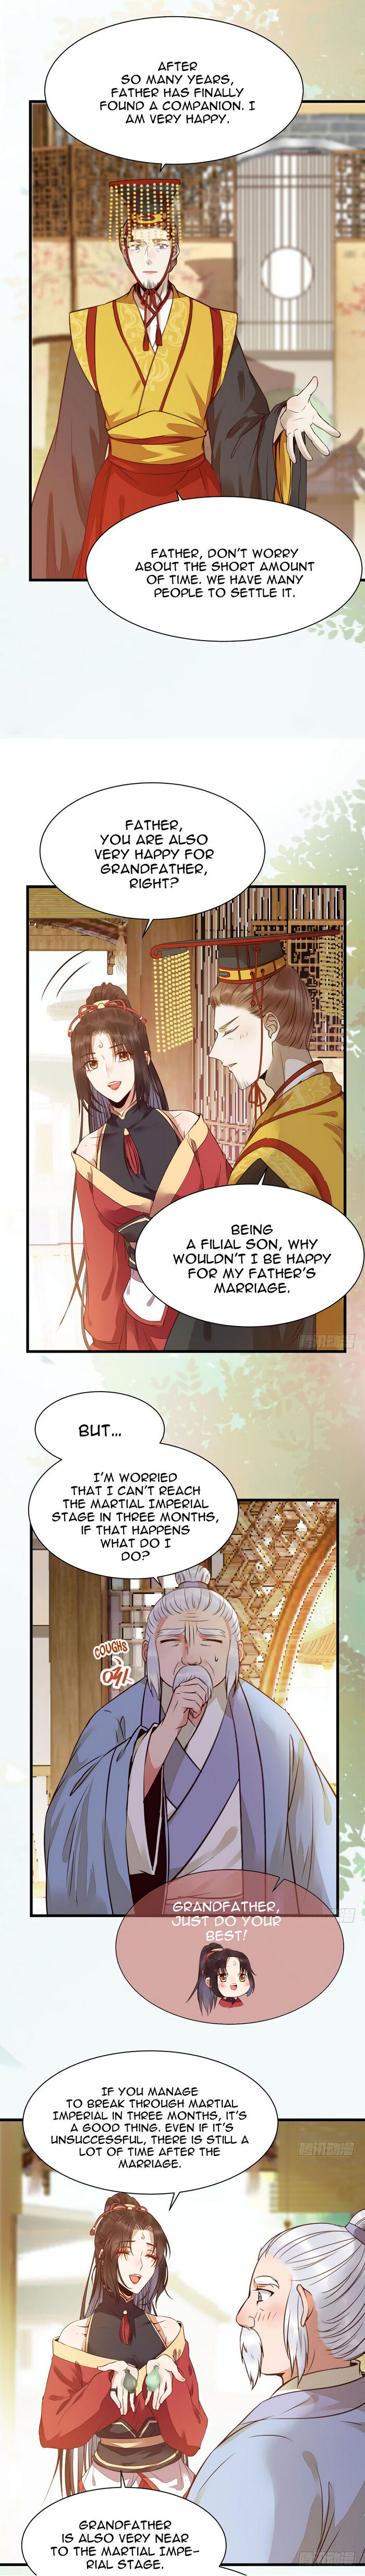 AFTER
SO MANY YEARS,
FATHER HAS FINALLY
FOUND A COMPANION. I
AM VERY HAPPY.
FATHER, DON'T WORRY
ABOUT THE SHORT AMOUNT
OF TIME. WE HAVE MANY
PEOPLE TO SETTLE IT.
FATHER,
YOU ARE ALSO
VERY HAPPY FOR
GRANDFATHER,
RIGHT?
BEING
A FILIAL SON, WHY
WOULDN'T I BE HAPPY
FOR MY FATHER'S
MARRIAGE.
BUT...
I'M WORRIED
THAT I CAN'T REACH
THE MARTIAL IMPERIAL
STAGE IN THREE MONTHS,
IF THAT HAPPENS
WHAT DO I
DO?
COUGHS
GRANDFATHER,
JUST DO YOUR
BEST!
IF YOU MANAGE
TO BREAK THROUGH MARTIAL
IMPERIAL IN THREE MONTHS, IT'S
A GOOD THING. EVEN IF IT'S
UNSUCCESSFUL, THERE IS STILL A
LOT OF TIME AFTER THE
MARRIAGE.
GRANDFATHER
IS ALSO VERY NEAR
TO THE MARTIAL IMPE-
RIAL STAGE.